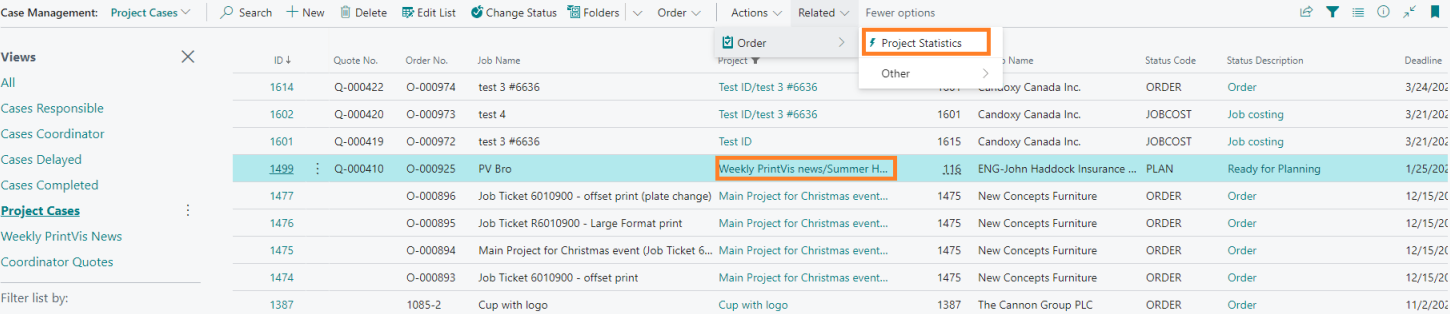 Case Management: Project Cases Search New Delete Edit List Change Status Folders Order Actions Related Fewer options
Order Project Statistics
Other
Views
All
Cases Responsible
Cases Coordinator
Cases Delayed
Cases Completed
Project Cases
Weekly PrintVis News
Coordinator Quotes
Filter list by:
ID Quote No. Order No. Job Name Project Name Status Code Status Description Deadline
1614 Q-000422 O-000974 test 3 #6636 Test ID/test 3 #6636 1601 Candoxy Canada Inc. ORDER Order 3/24/202
1602 Q-000420 O-000973 test 4 Test ID/test 3 #6636 1601 Candoxy Canada Inc. JOBCOST Job costing 3/21/202
1601 Q-000419 O-000972 test 3 #6636 Test ID 1615 Candoxy Canada Inc. JOBCOST Job costing 3/21/202
1499 Q-000410 O-000925 PV Bro Weekly PrintVis news/Summer H... 116 ENG-John Haddock Insurance ... PLAN Ready for Planning 1/25/202
1477 O-000896 Job Ticket 6010900 - offset print (plate change) Main Project for Christmas event... 1475 New Concepts Furniture ORDER Order 12/15/20
1476 O-000895 Job Ticket R6010900 - Large Format print Main Project for Christmas event... 1475 New Concepts Furniture ORDER Order 12/15/20
1475 O-000894 Main Project for Christmas event (Job Ticket 6... Main Project for Christmas event... 1475 New Concepts Furniture ORDER Order 12/15/20
1474 O-000893 Job Ticket 6010900 - offset print Main Project for Christmas event... 1475 New Concepts Furniture ORDER Order 12/15/20
1387 1085-2 Cup with logo Cup with logo 1387 The Cannon Group PLC ORDER Order 11/2/202